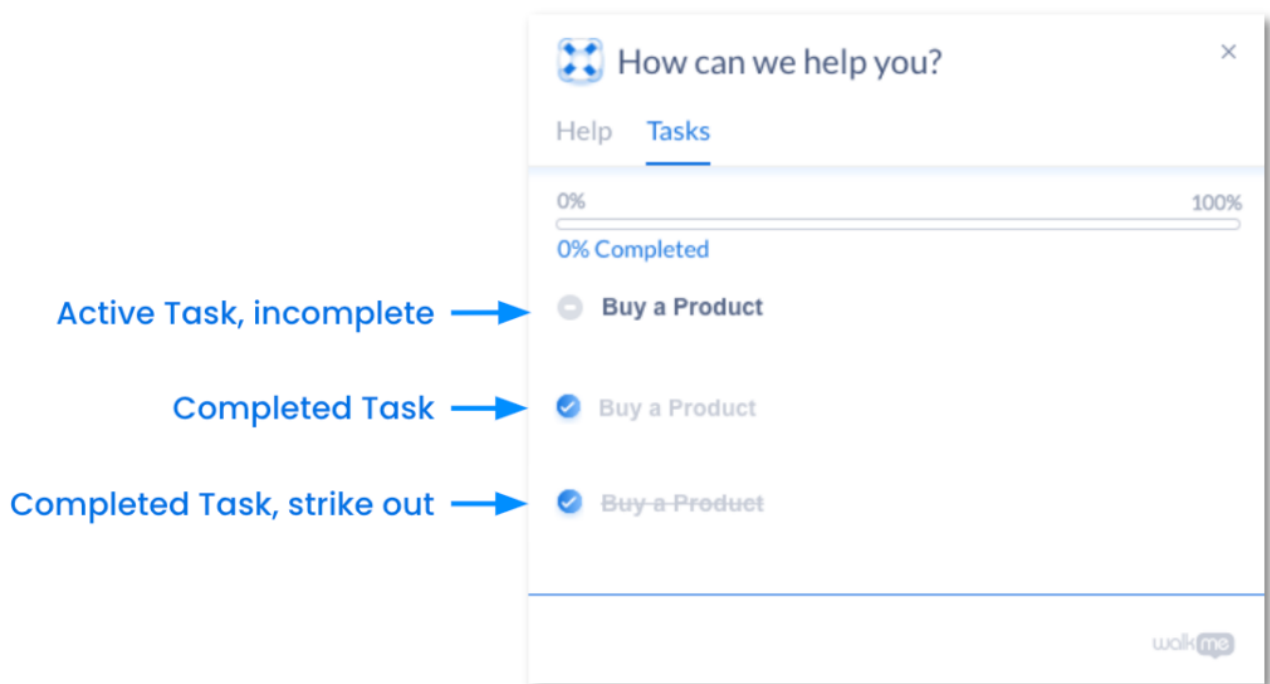 How can we help you?
Help Tasks
0% 100%
0% Completed
Active Task, incomplete Buy a Product
Completed Task Buy a Product
Completed Task, strike out Buy a Product
walkme